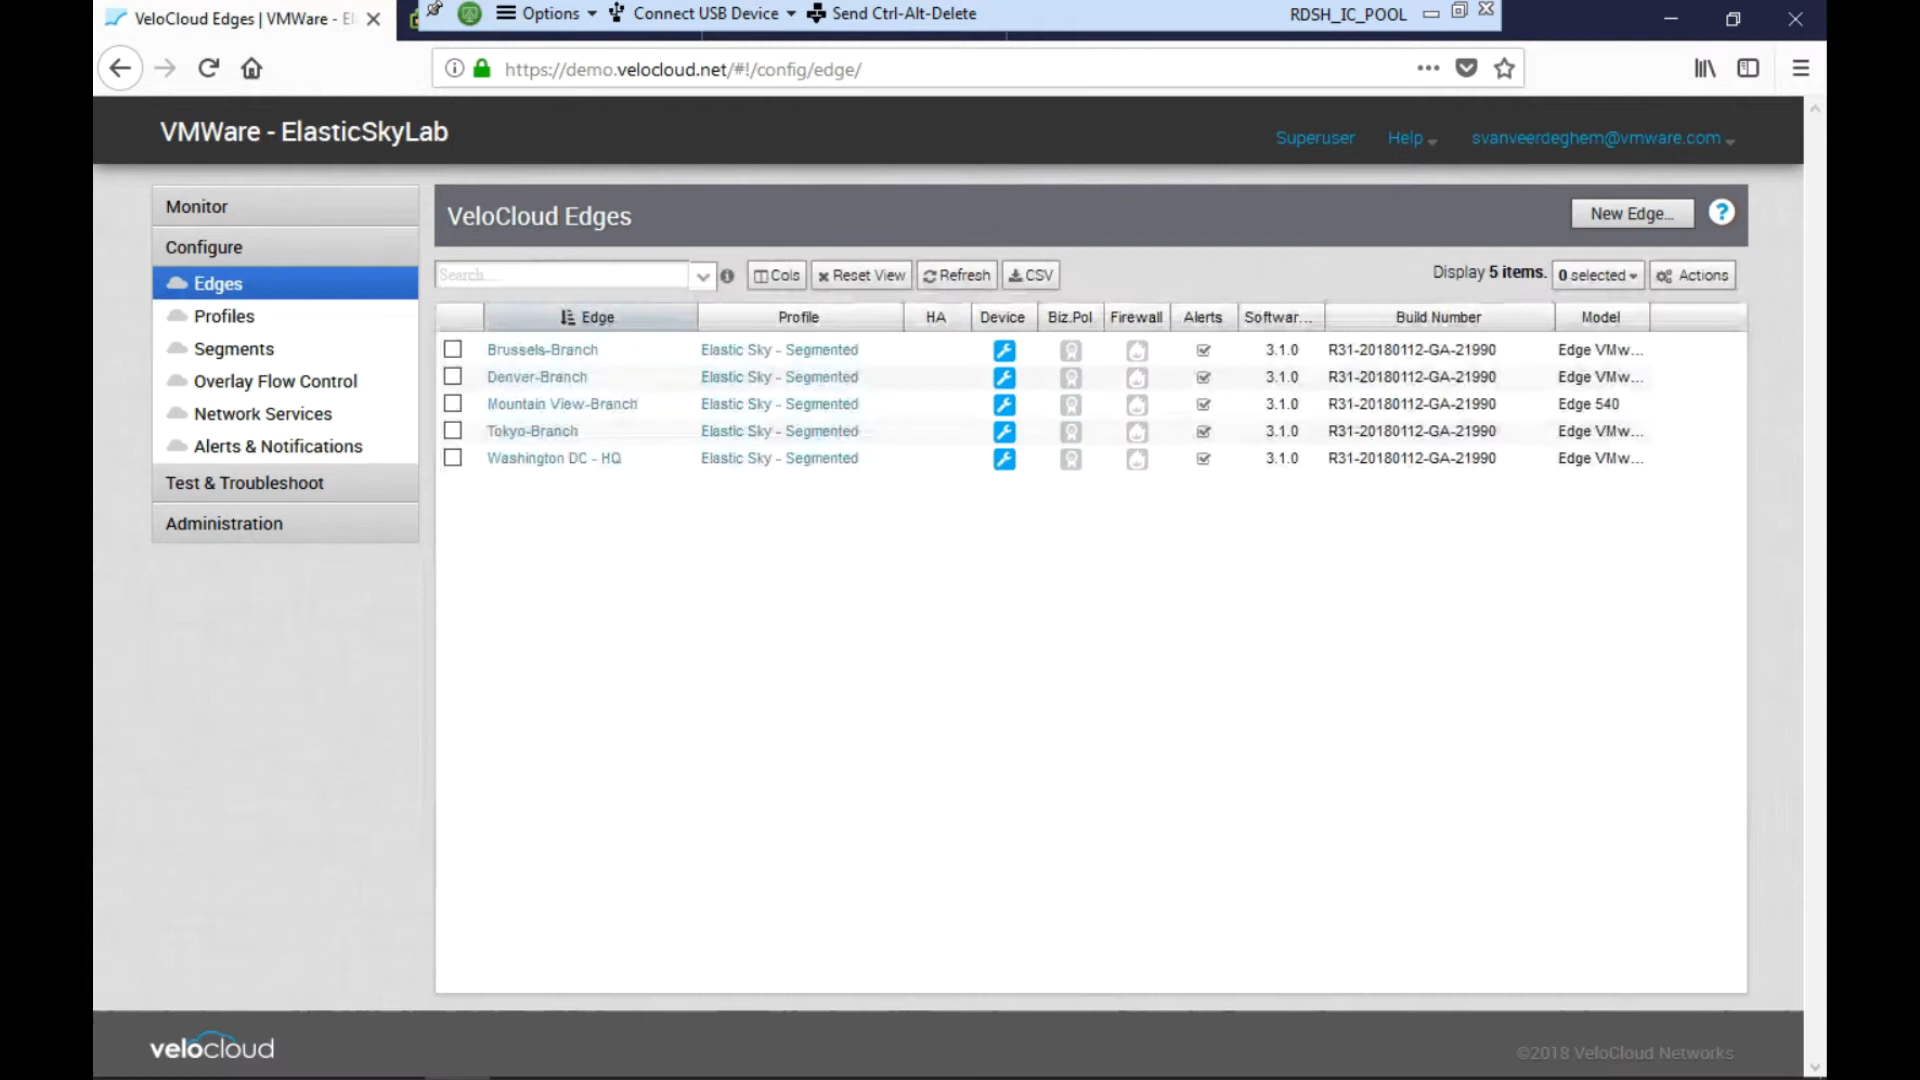 VeloCloud Edges | VMWare - El
Options
Connect USB Device
Send Ctrl-Alt-Delete
RDSH_IC_POOL
https://demo.velocloud.net/#!/config/edge/
VMWare - ElasticSkyLab
Superuser
Help
svanveerdeghem@vmware.com
Monitor
Configure
Edges
Profiles
Segments
Overlay Flow Control
Network Services
Alerts & Notifications
Test & Troubleshoot
Administration
VeloCloud Edges
New Edge...
?
Search...
Cols
Reset View
Refresh
CSV
Display 5 items.
0 selected
Actions
Edge Profile HA Device Biz.Pol Firewall Alerts Softwar... Build Number Model
Brussels-Branch Elastic Sky - Segmented 3.1.0 R31-20180112-GA-21990 Edge VMw...
Denver-Branch Elastic Sky - Segmented 3.1.0 R31-20180112-GA-21990 Edge VMw...
Mountain View-Branch Elastic Sky - Segmented 3.1.0 R31-20180112-GA-21990 Edge 540
Tokyo-Branch Elastic Sky - Segmented 3.1.0 R31-20180112-GA-21990 Edge VMw...
Washington DC - HQ Elastic Sky - Segmented 3.1.0 R31-20180112-GA-21990 Edge VMw...
velocloud
©2018 VeloCloud Networks